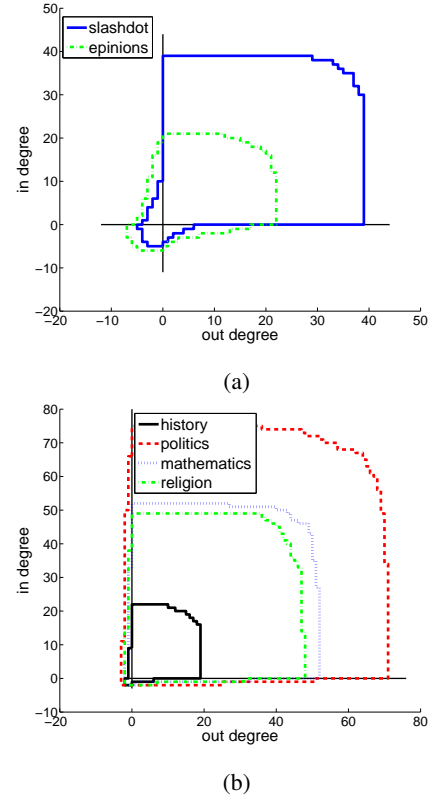 50
slashdot
epinions
40
30
20
10
0
−10
−20
−20 −10 0 10 20 30 40 50
in degree
out degree
(a)
80
history
politics
mathematics
religion
70
60
50
40
30
20
10
0
−10
−20 0 20 40 60 80
in degree
out degree
(b)